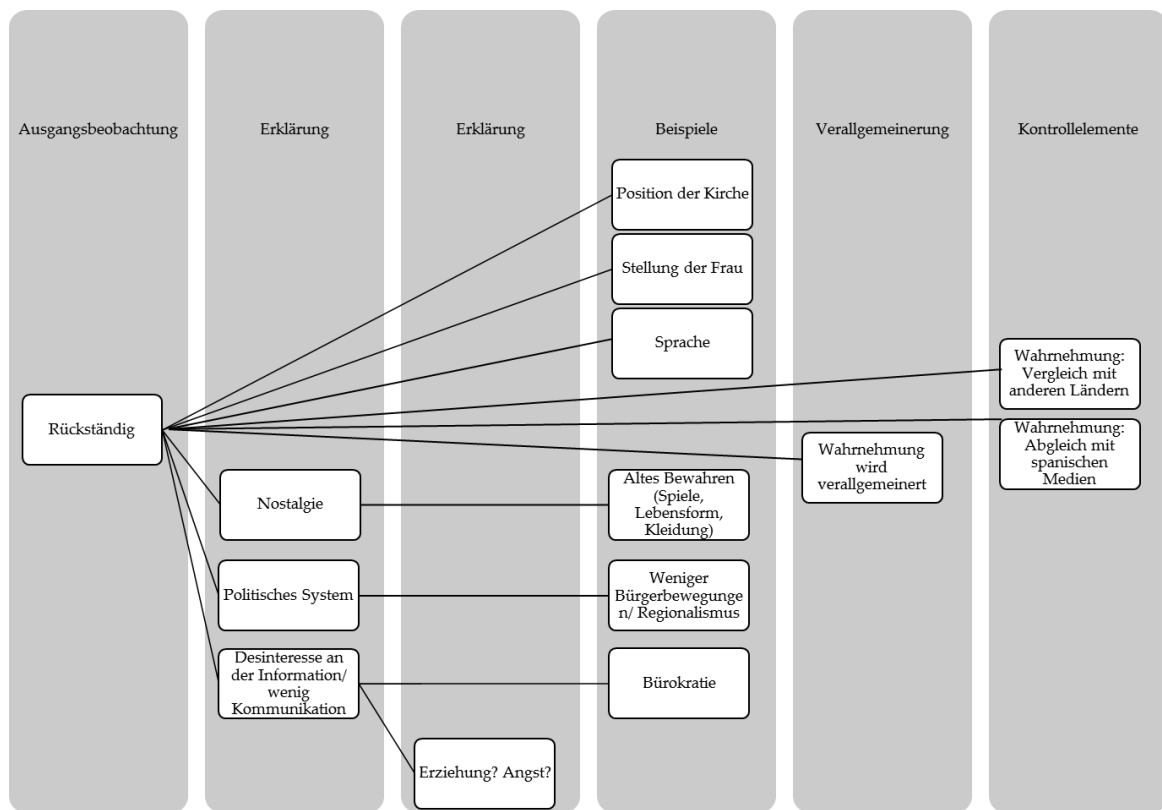 Ausgangsbeobachtung
Erklärung
Erklärung
Beispiele
Verallgemeinerung
Kontrollelemente
Position der Kirche
Stellung der Frau
Sprache
Wahrnehmung:
Vergleich mit
anderen Ländern
Rückständig
Wahrnehmung:
Abgleich mit
spanischen
Medien
Wahrnehmung
wird
verallgemeinert
Nostalgie
Altes Bewahren
(Spiele,
Lebensform,
Kleidung)
Politisches System
Weniger
Bürgerbewegunge
n/ Regionalismus
Desinteresse an
der Information/
wenig
Kommunikation
Bürokratie
Erziehung? Angst?